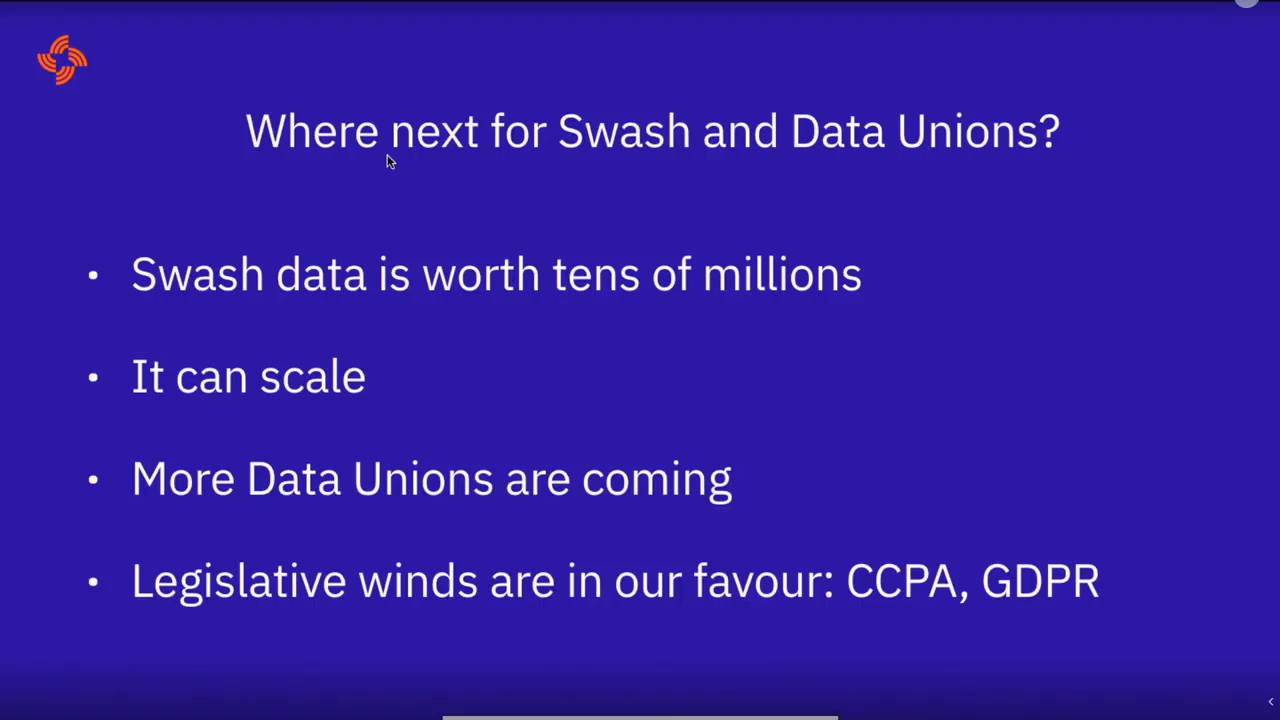 Where next for Swash and Data Unions?
• Swash data is worth tens of millions
• It can scale
• More Data Unions are coming
• Legislative winds are in our favour: CCPA, GDPR